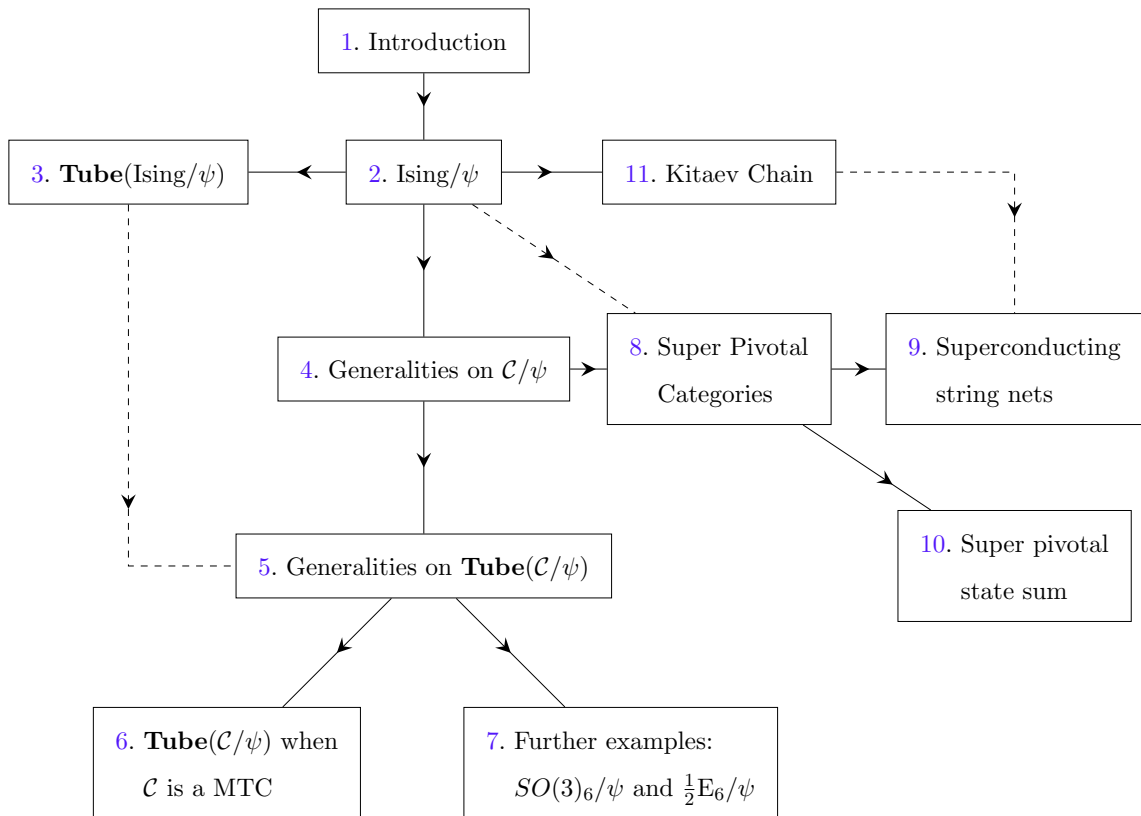 1. Introduction
3. Tube(Ising/ψ)
2. Ising/ψ
11. Kitaev Chain
4. Generalities on 𝒞/ψ
8. Super Pivotal
Categories
9. Superconducting
string nets
10. Super pivotal
state sum
5. Generalities on Tube(𝒞/ψ)
6. Tube(𝒞/ψ) when
𝒞 is a MTC
7. Further examples:
SO(3)₆/ψ and ½E₆/ψ